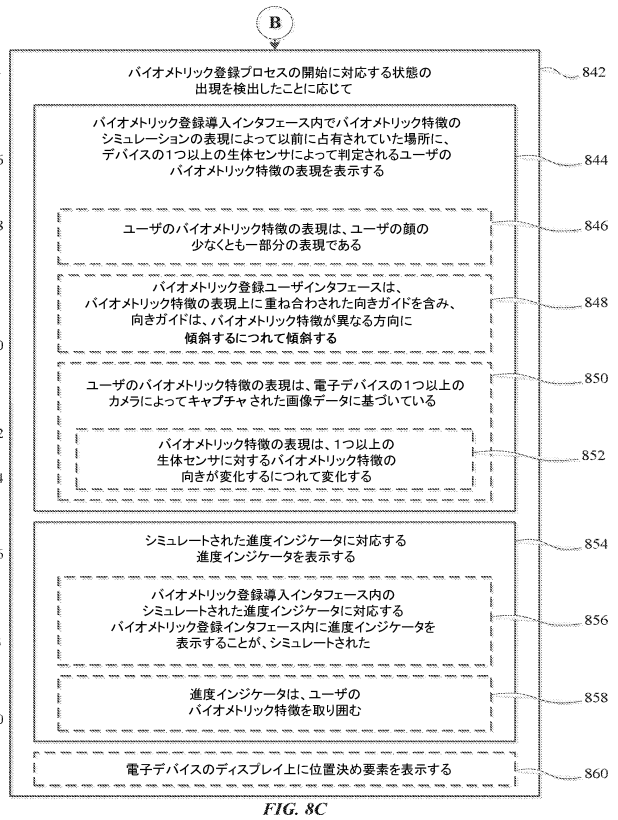 B
バイオメトリック登録プロセスの開始に対応する状態の
出現を検出したことに応じて
842
バイオメトリック登録導入インタフェース内でバイオメトリック特徴の
シミュレーションの表現によって以前に占有されていた場所に、
デバイスの1つ以上の生体センサによって判定されるユーザの
バイオメトリック特徴の表現を表示する
844
ユーザのバイオメトリック特徴の表現は、ユーザの顔の
少なくとも一部分の表現である
846
バイオメトリック登録ユーザインタフェースは、
バイオメトリック特徴の表現上に重ね合わされた向きガイドを含み、
向きガイドは、バイオメトリック特徴が異なる方向に
傾斜するにつれて傾斜する
848
ユーザのバイオメトリック特徴の表現は、電子デバイスの1つ以上の
カメラによってキャプチャされた画像データに基づいている
850
バイオメトリック特徴の表現は、1つ以上の
生体センサに対するバイオメトリック特徴の
向きが変化するにつれて変化する
852
シミュレートされた進度インジケータに対応する
進度インジケータを表示する
854
バイオメトリック登録導入インタフェース内の
シミュレートされた進度インジケータに対応する
バイオメトリック登録インタフェース内に進度インジケータを
表示することが、シミュレートされた
856
進度インジケータは、ユーザの
バイオメトリック特徴を取り囲む
858
電子デバイスのディスプレイ上に位置決め要素を表示する
860
FIG. 8C